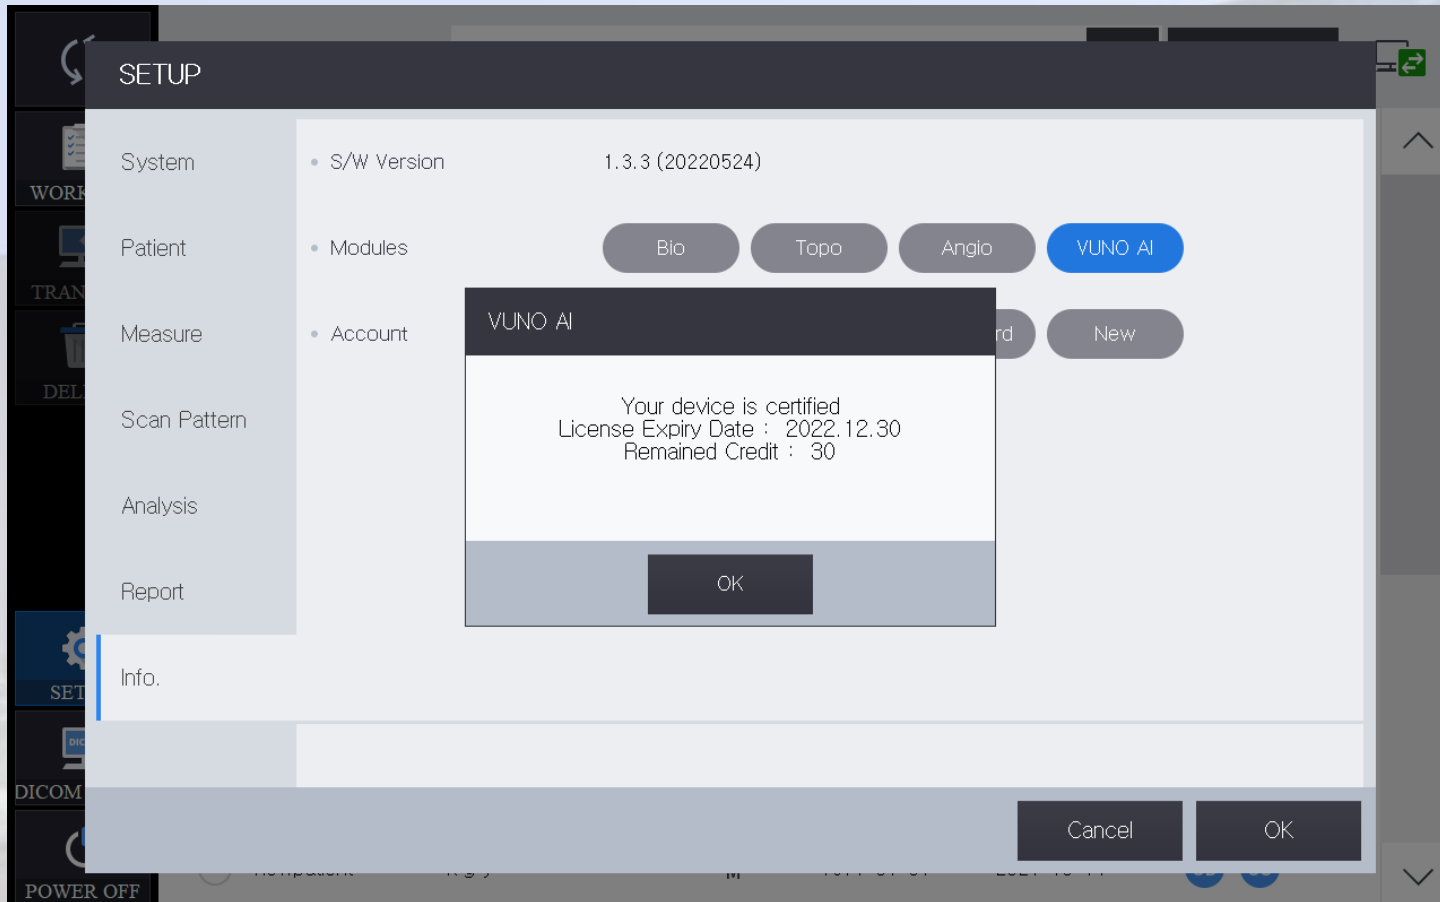 SETUP
System
• S/W Version 1.3.3 (20220524)
WORK
Patient
• Modules Bio Topo Angio VUNO AI
TRAN
Measure
• Account rd New
VUNO AI
DEL
Your device is certified
License Expiry Date : 2022.12.30
Remained Credit : 30
Scan Pattern
Analysis
OK
Report
Info.
SET
DIC
DICOM
Cancel OK
POWER OFF